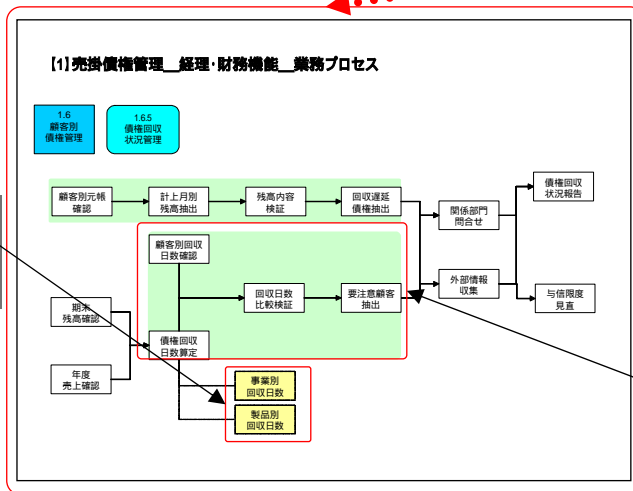 【1】売掛債権管理__経理・財務機能__業務プロセス
1.6
顧客別
債権管理
1.6.5
債権回収
状況管理
顧客別元帳
確認
計上月別
残高抽出
残高内容
検証
回収遅延
債権抽出
関係部門
問合せ
債権回収
状況報告
顧客別回収
日数確認
回収日数
比較検証
要注意顧客
抽出
外部情報
収集
与信限度
見直
期末
残高確認
債権回収
日数算定
年度
売上確認
事業別
回収日数
製品別
回収日数